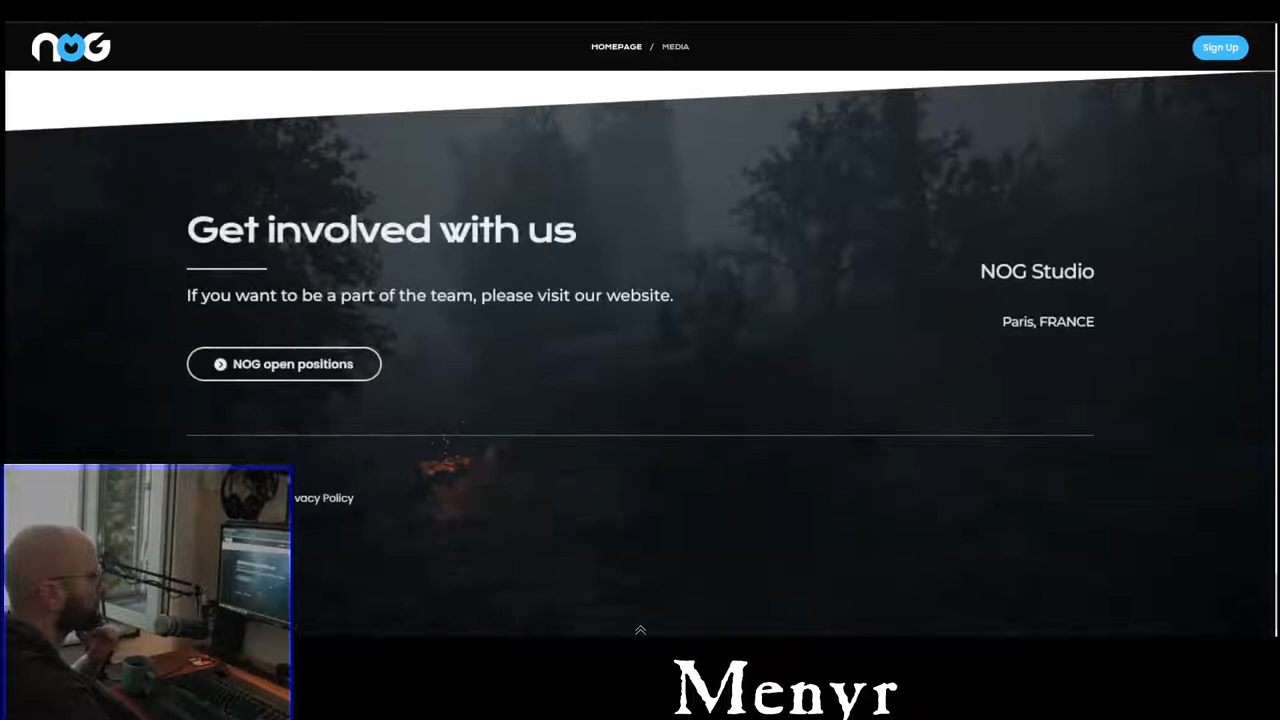 NOG
HOMEPAGE / MEDIA
Sign Up
Get involved with us
If you want to be a part of the team, please visit our website.
NOG open positions
NOG Studio
Paris, FRANCE
vacy Policy
Menyr